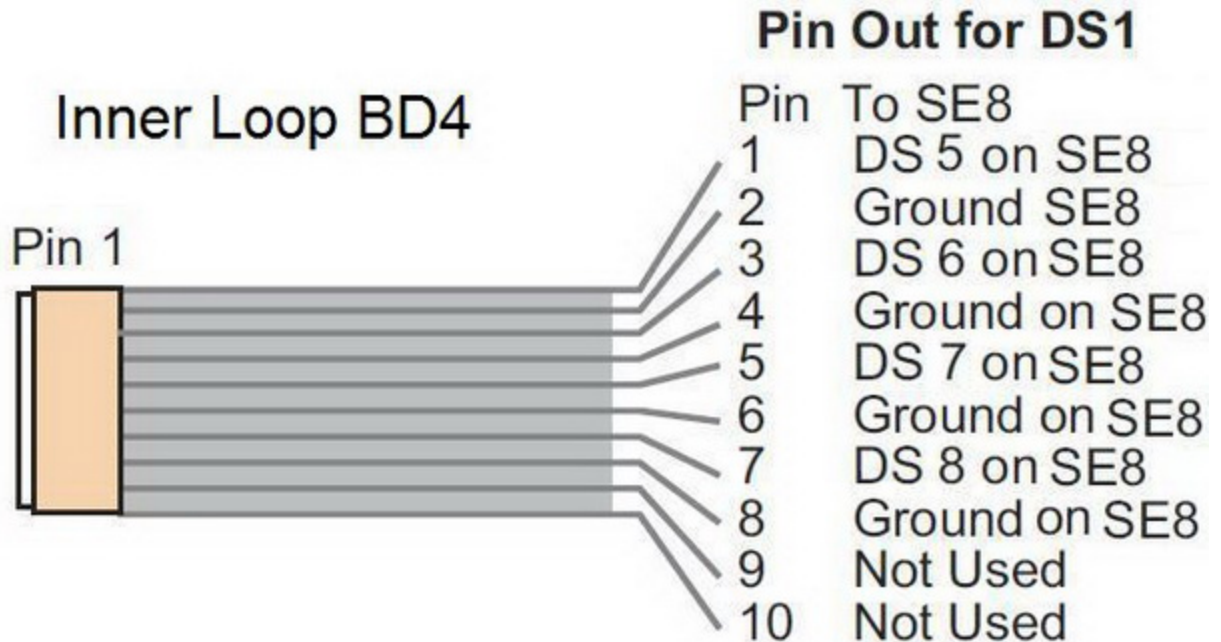 Pin Out for DS1
Inner Loop BD4
Pin 1
Pin To SE8
1 DS 5 on SE8
2 Ground SE8
3 DS 6 on SE8
4 Ground on SE8
5 DS 7 on SE8
6 Ground on SE8
7 DS 8 on SE8
8 Ground on SE8
9 Not Used
10 Not Used